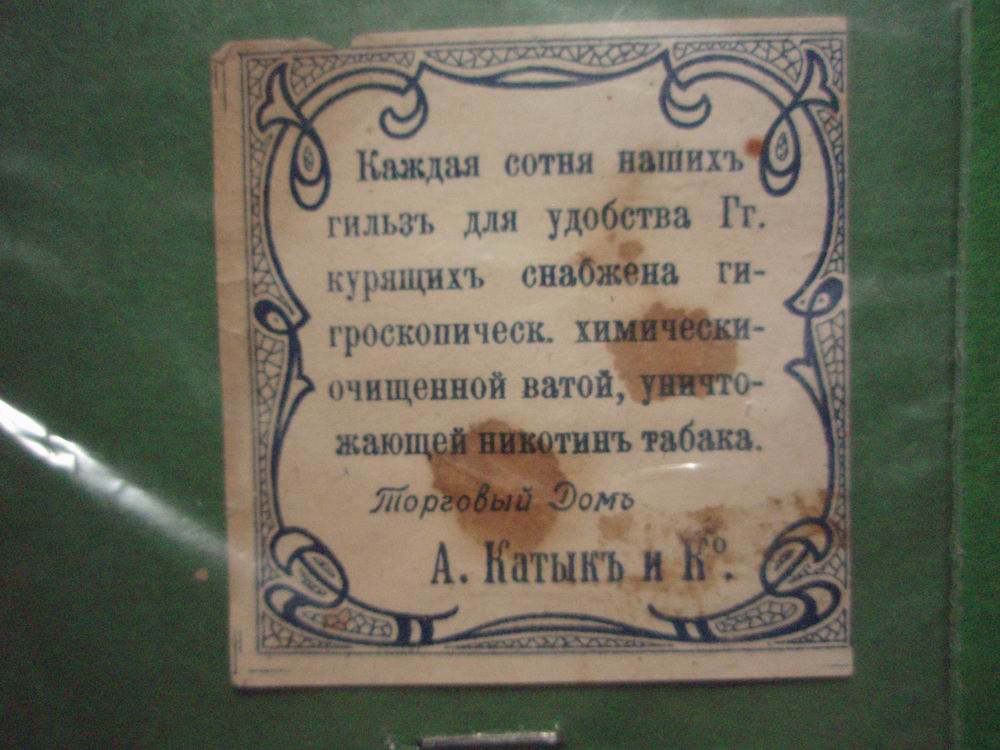 Каждая сотня нашихъ
гильзъ для удобства Гг.
курящихъ снабжена ги-
гроскопическ. химически-
очищенной ватой, уничто-
жающей никотинъ табака.
Торговый Домъ
А. Катыкъ и Ко.